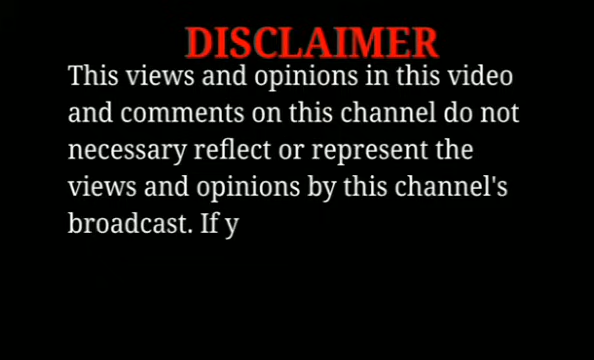 DISCLAIMER
This views and opinions in this video
and comments on this channel do not
necessary reflect or represent the
views and opinions by this channel's
broadcast. If y